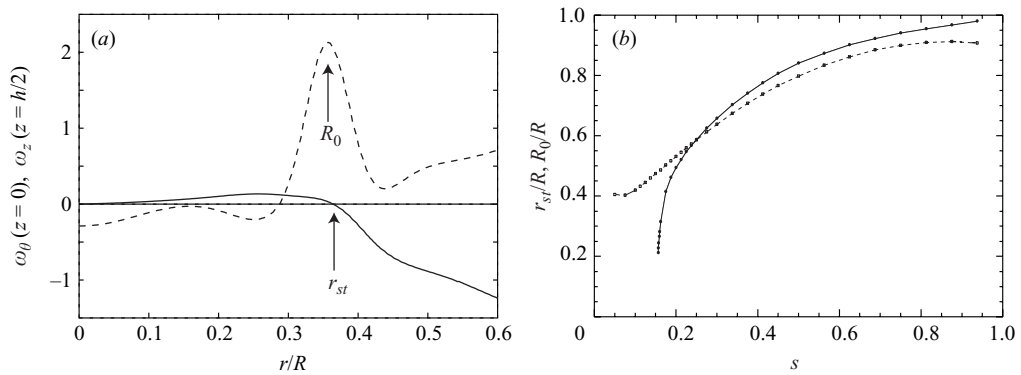 (a)
2
1
0
−1
ω_θ (z = 0), ω_z (z = h/2)
R_0
r_st
0 0.1 0.2 0.3 0.4 0.5 0.6
r/R
(b)
1.0
0.8
0.6
0.4
0.2
r_st/R, R_0/R
0 0.2 0.4 0.6 0.8 1.0
s